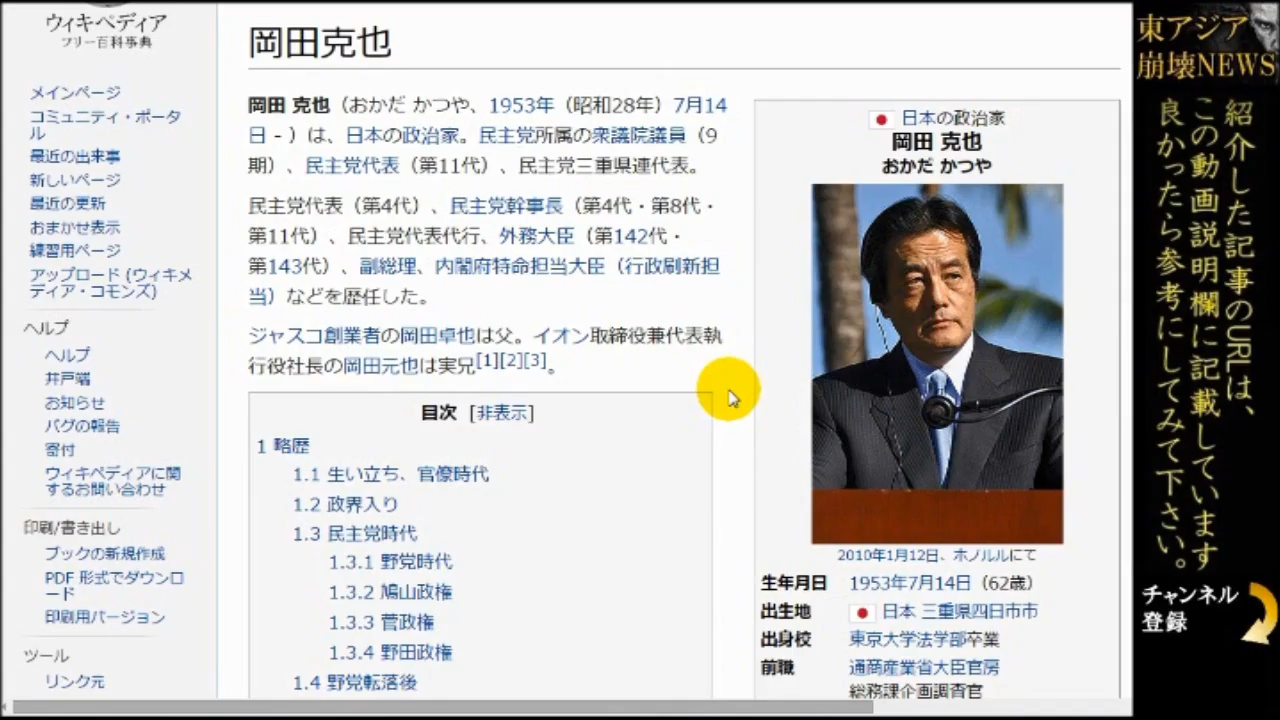 ウィキペディア
フリー百科事典
メインページ
コミュニティ・ポータ
ル
最近の出来事
新しいページ
最近の更新
おまかせ表示
練習用ページ
アップロード (ウィキメ
ディア・コモンズ)
ヘルプ
ヘルプ
井戸端
お知らせ
バグの報告
寄付
ウィキペディアに関
するお問い合わせ
印刷/書き出し
ブックの新規作成
PDF 形式でダウンロ
ード
印刷用バージョン
ツール
リンク元
岡田克也
岡田 克也（おかだ かつや、1953年（昭和28年）7月14
日 - ）は、日本の政治家。民主党所属の衆議院議員（9
期）、民主党代表（第11代）、民主党三重県連代表。
民主党代表（第4代）、民主党幹事長（第4代・第8代・
第11代）、民主党代表代行、外務大臣（第142代・
第143代）、副総理、内閣府特命担当大臣（行政刷新担
当）などを歴任した。
ジャスコ創業者の岡田卓也は父。イオン取締役兼代表執
行役社長の岡田元也は実兄[1][2][3]。
目次 [非表示]
1 略歴
1.1 生い立ち、官僚時代
1.2 政界入り
1.3 民主党時代
1.3.1 野党時代
1.3.2 鳩山政権
1.3.3 菅政権
1.3.4 野田政権
1.4 野党転落後
日本の政治家
岡田 克也
おかだ かつや
2010年1月12日、ホノルルにて
生年月日 1953年7月14日（62歳）
出生地 日本 三重県四日市市
出身校 東京大学法学部卒業
前職 通商産業省大臣官房
総務課企画調査官
東アジア
崩壊NEWS
紹介した記事のURLは、
この動画説明欄に記載しています
良かったら参考にしてみて下さい。
チャンネル
登録